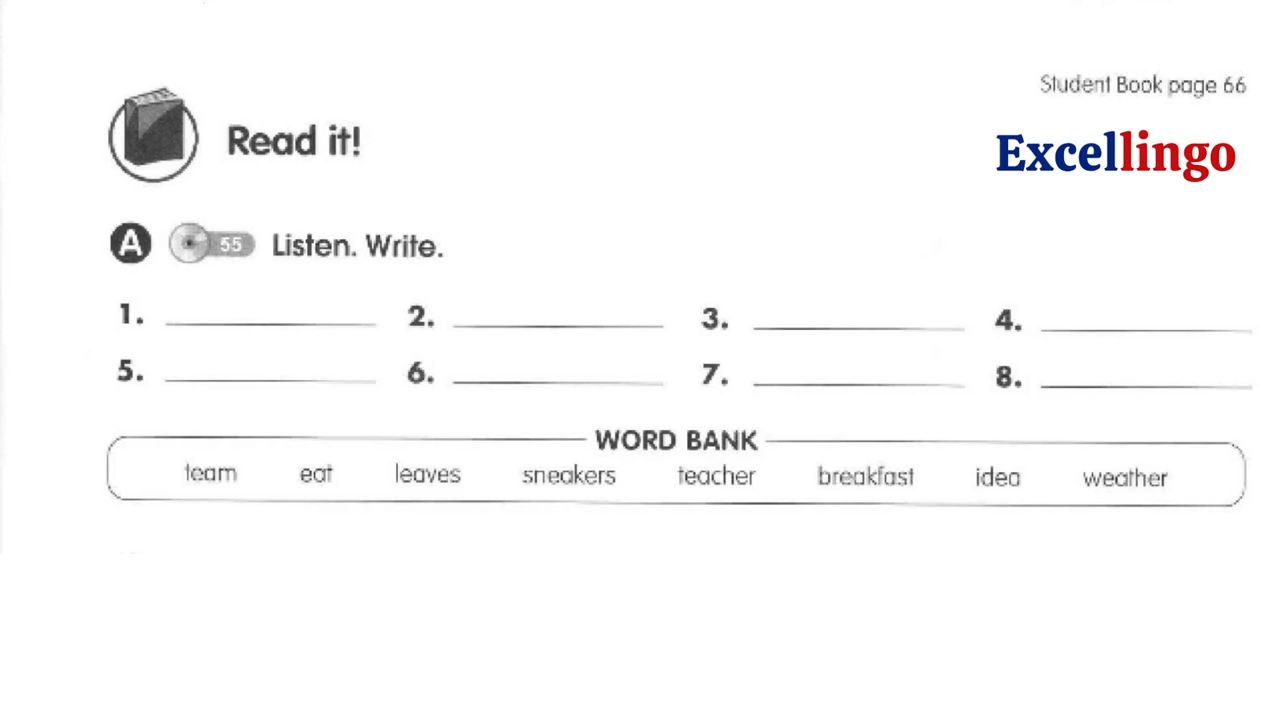 Student Book page 66
Read it!
Excellingo
A 55 Listen. Write.
1. 2. 3. 4.
5. 6. 7. 8.
WORD BANK
team eat leaves sneakers teacher breakfast idea weather